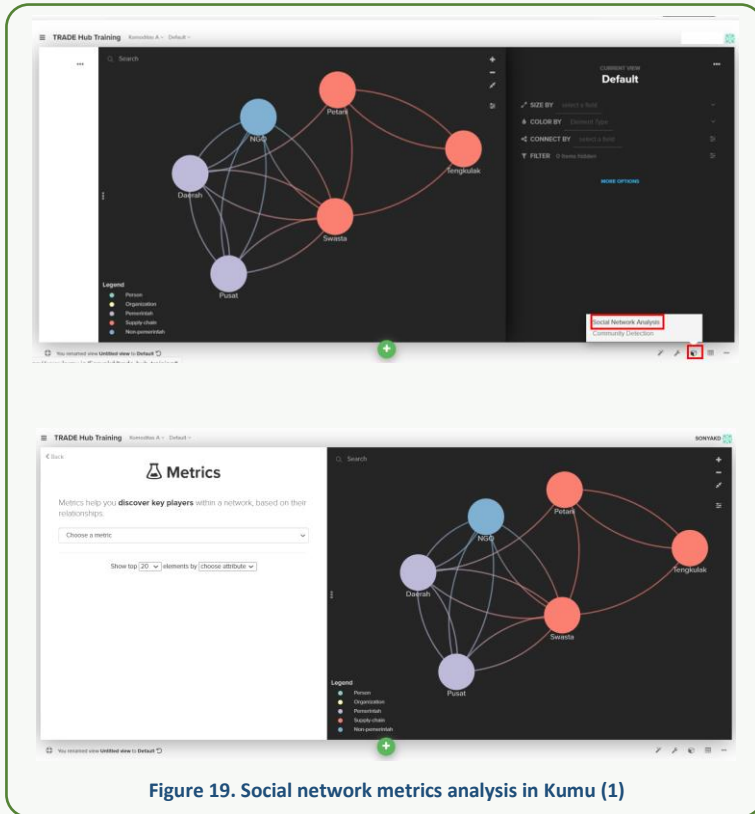 TRADE Hub Training Komoditas A Default
Search
Petani
NGO
Tengkulak
Daerah
Swasta
Pusat
Legend
Person
Organization
Pemerintah
Supply-chain
Non-pemerintah
CURRENT VIEW
Default
SIZE BY select a field
COLOR BY Element Type
CONNECT BY select a field
FILTER 0 items hidden
MORE OPTIONS
Social Network Analysis
Community Detection
You renamed view Untitled view to Default
TRADE Hub Training Komoditas A Default
SONYAKD
Back
Metrics
Metrics help you discover key players within a network, based on their
relationships.
Choose a metric
Show top 20 elements by choose attribute
Search
Petani
NGO
Tengkulak
Daerah
Swasta
Pusat
Legend
Person
Organization
Pemerintah
Supply-chain
Non-pemerintah
You renamed view Untitled view to Default
Figure 19. Social network metrics analysis in Kumu (1)